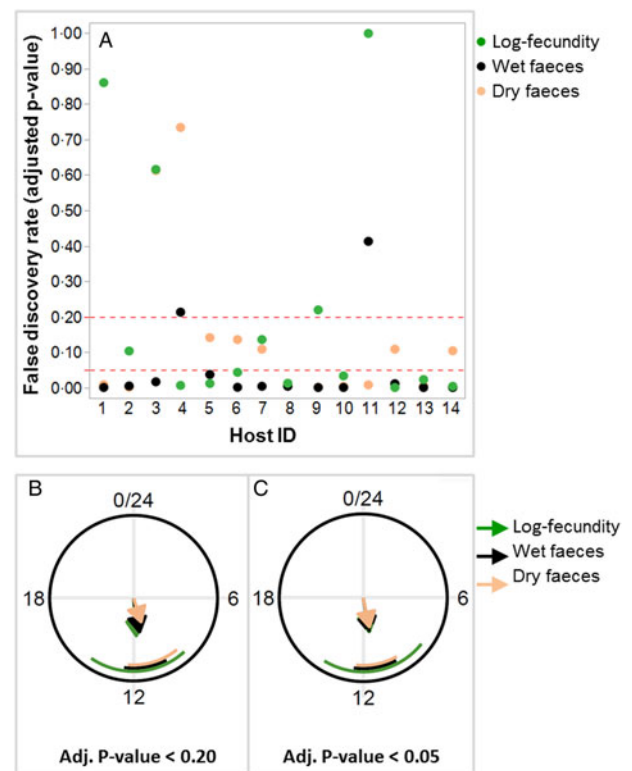 A
1·00
0·90
0·80
0·70
0·60
0·50
0·40
0·30
0·20
0·10
0·00
False discovery rate (adjusted p-value)
1 2 3 4 5 6 7 8 9 10 11 12 13 14
Host ID
Log-fecundity
Wet faeces
Dry faeces
B
0/24
18
6
12
Adj. P-value < 0.20
C
0/24
18
6
12
Adj. P-value < 0.05
Log-fecundity
Wet faeces
Dry faeces